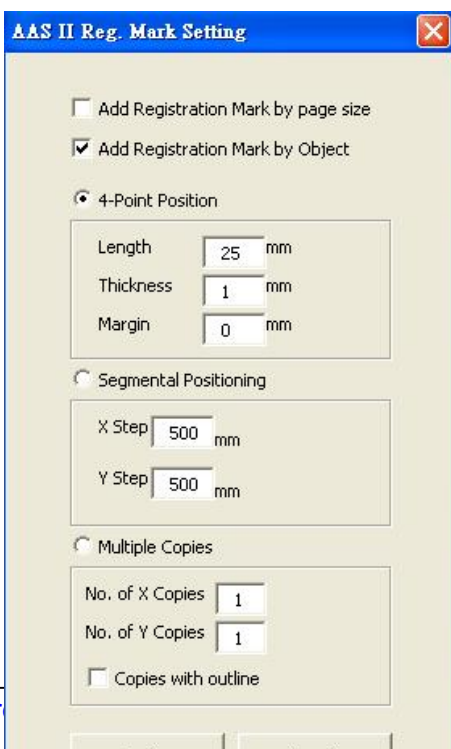 AAS II Reg. Mark Setting
Add Registration Mark by page size
Add Registration Mark by Object
4-Point Position
Length 25 mm
Thickness 1 mm
Margin 0 mm
Segmental Positioning
X Step 500 mm
Y Step 500 mm
Multiple Copies
No. of X Copies 1
No. of Y Copies 1
Copies with outline